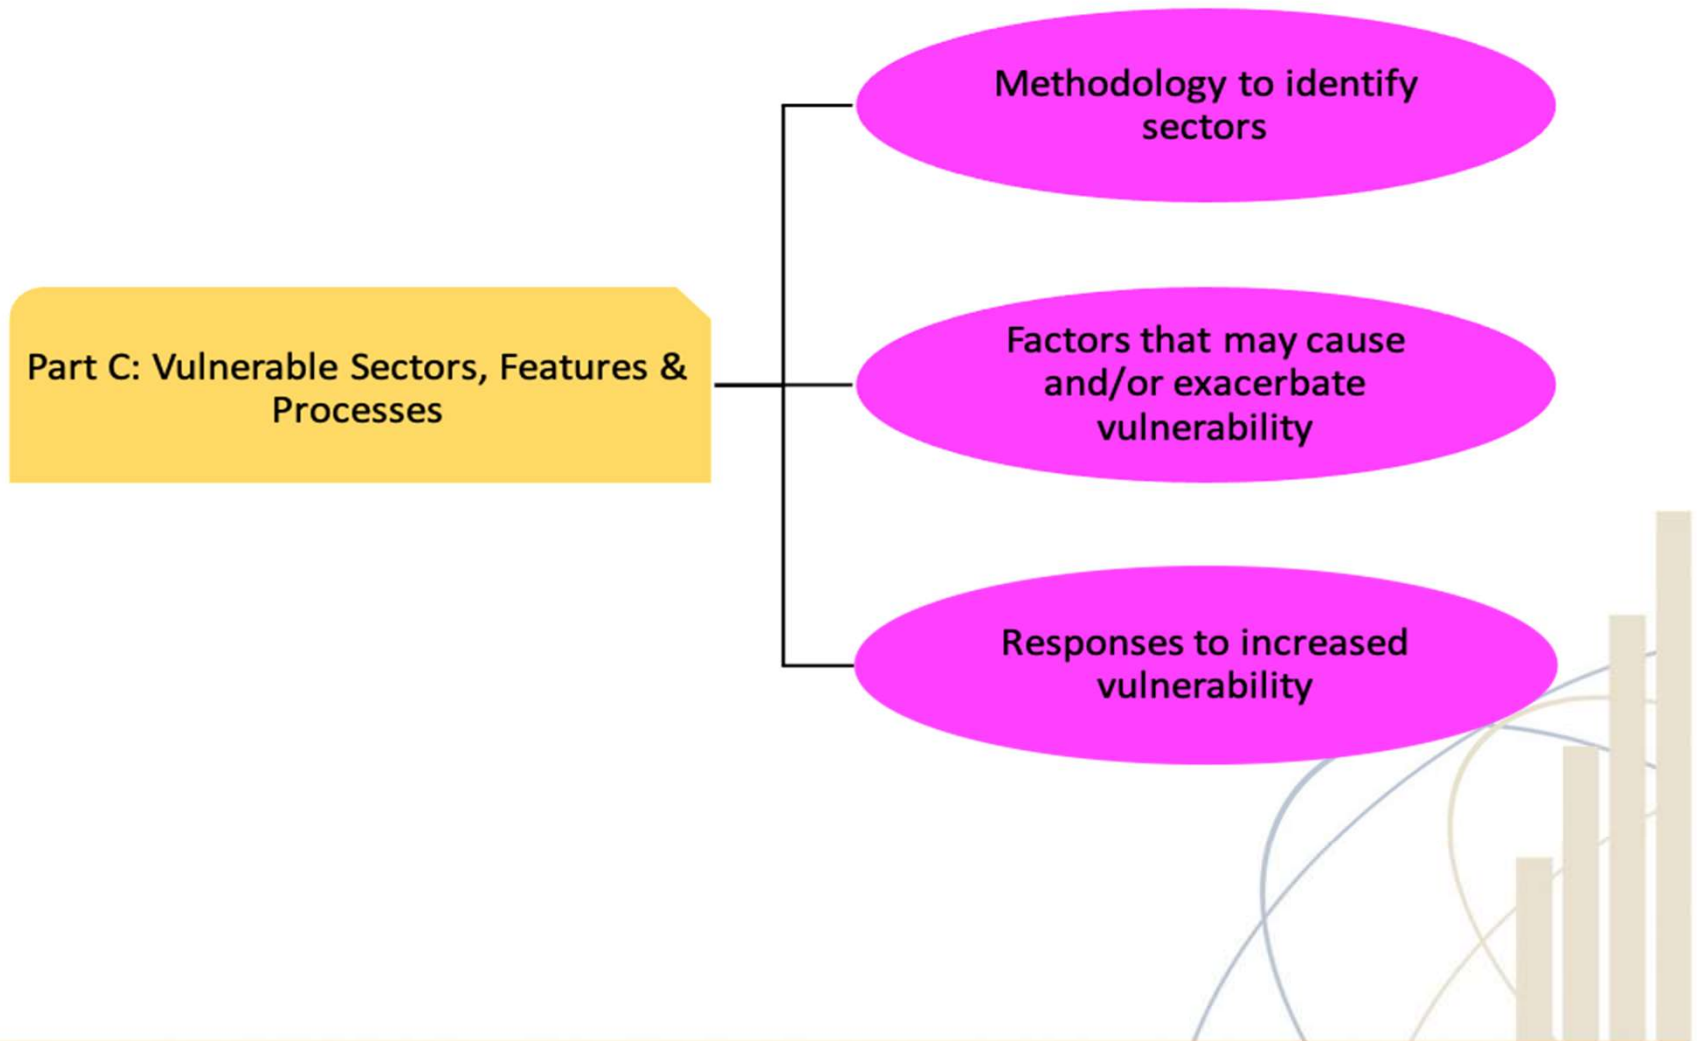 Part C: Vulnerable Sectors, Features &
Processes
Methodology to identify
sectors
Factors that may cause
and/or exacerbate
vulnerability
Responses to increased
vulnerability